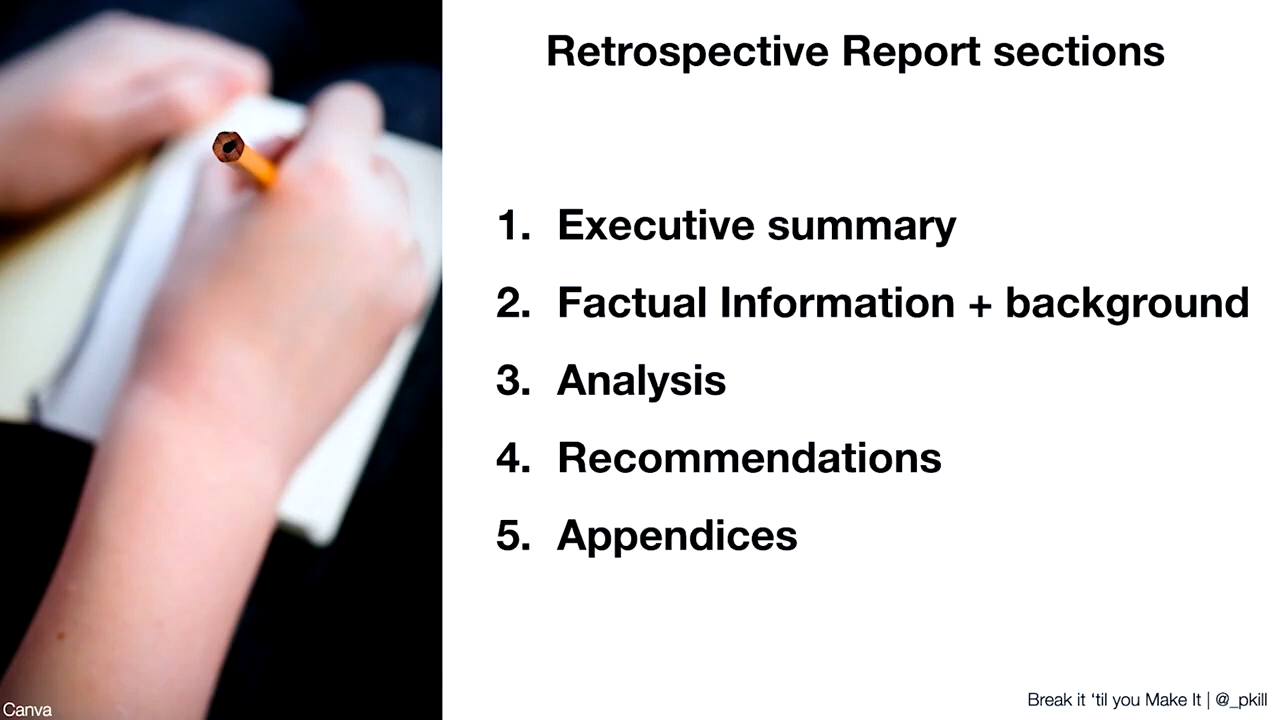 Retrospective Report sections
1. Executive summary
2. Factual Information + background
3. Analysis
4. Recommendations
5. Appendices
Canva
Break it ‘til you Make It | @_pkill